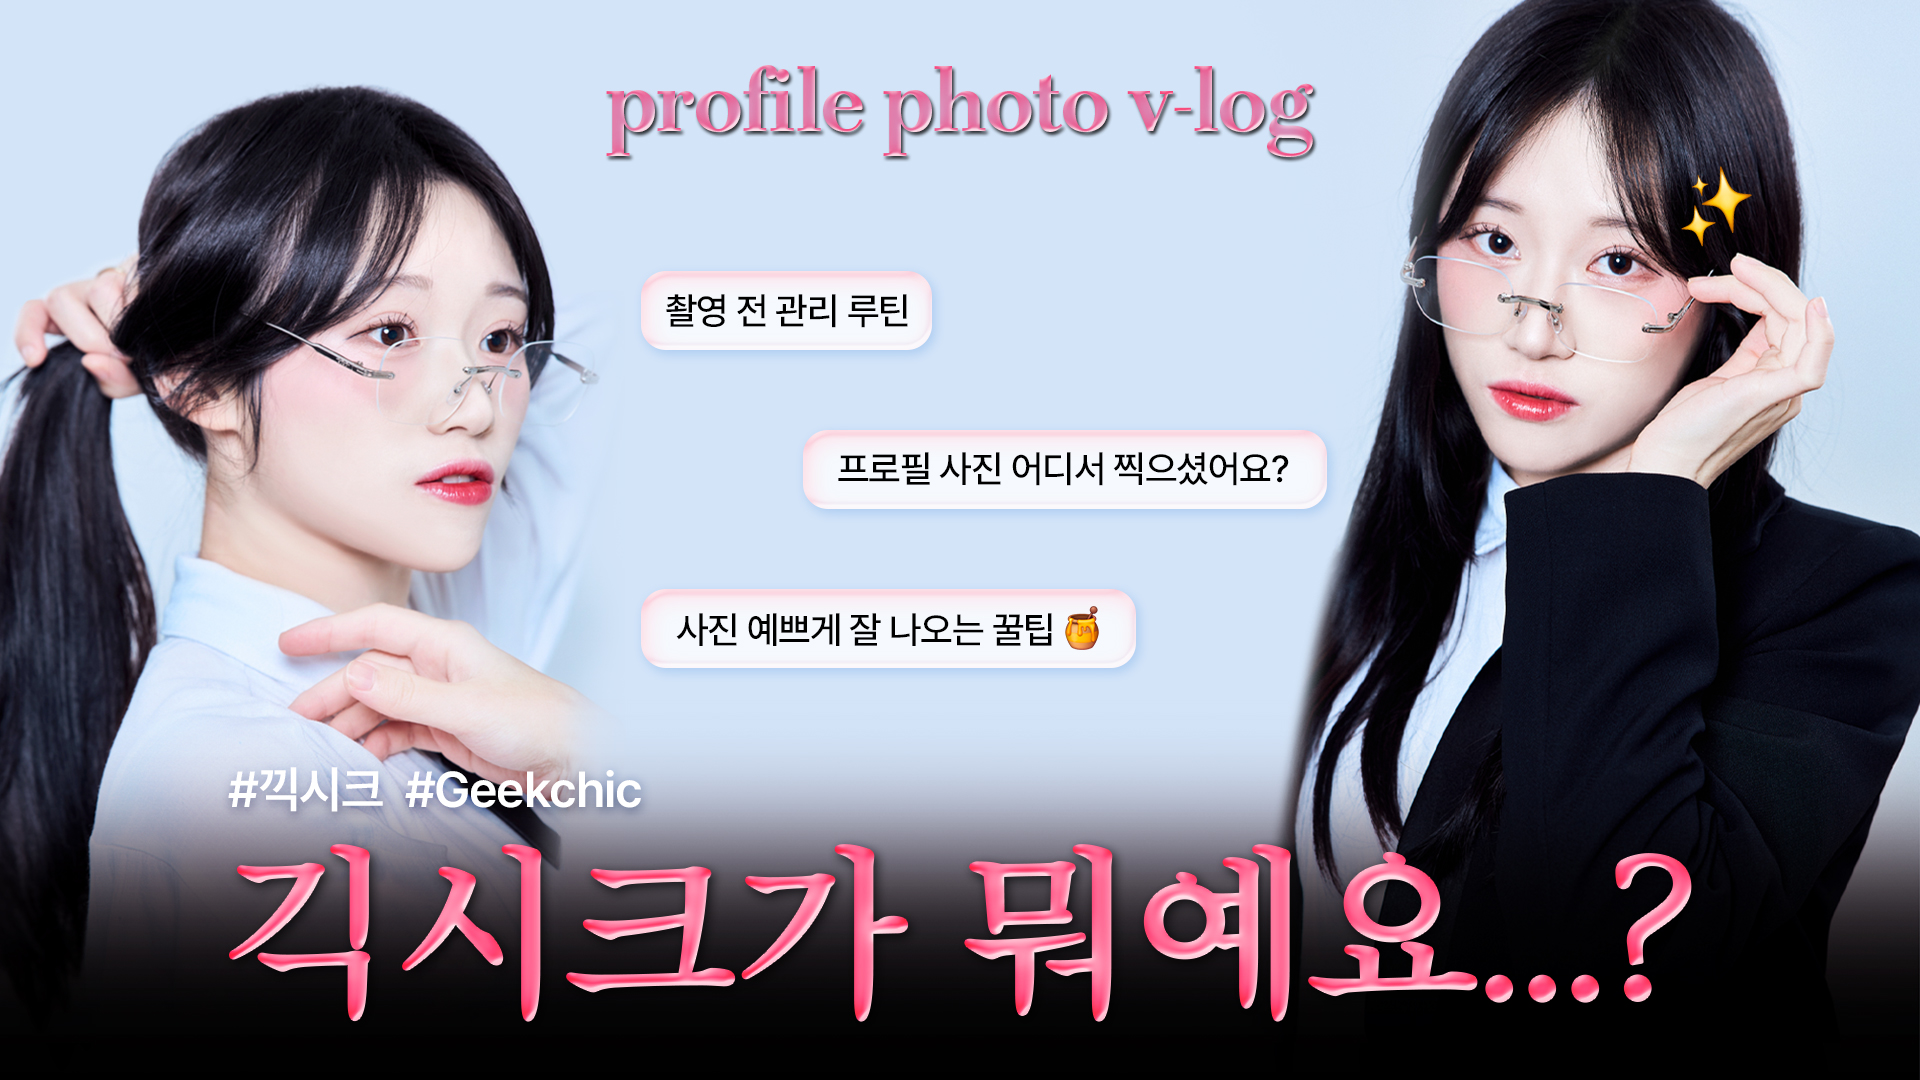 profile photo v-log
촬영 전 관리 루틴
프로필 사진 어디서 찍으셨어요?
사진 예쁘게 잘 나오는 꿀팁 🍯
#끽시크 #Geekchic
긱시크가 뭐예요...?